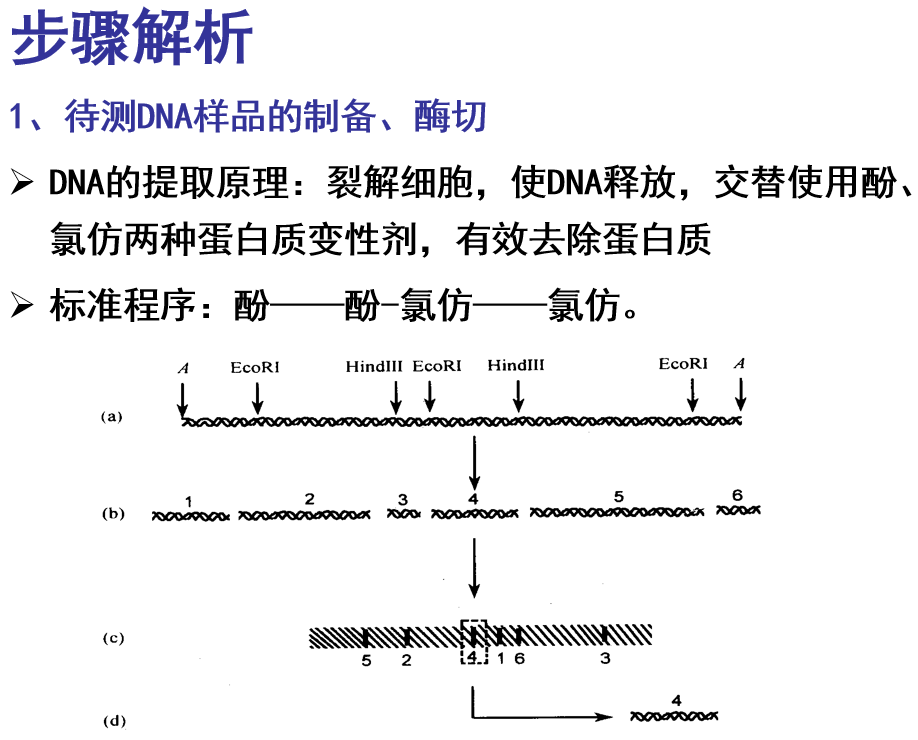 步骤解析
1、待测DNA样品的制备、酶切
➢ DNA的提取原理：裂解细胞，使DNA释放，交替使用酚、
氯仿两种蛋白质变性剂，有效去除蛋白质
➢ 标准程序：酚——酚-氯仿——氯仿。
A EcoRI HindIII EcoRI HindIII EcoRI A
(a)
1 2 3 4 5 6
(b)
(c)
5 2 4 1 6 3
4
(d)